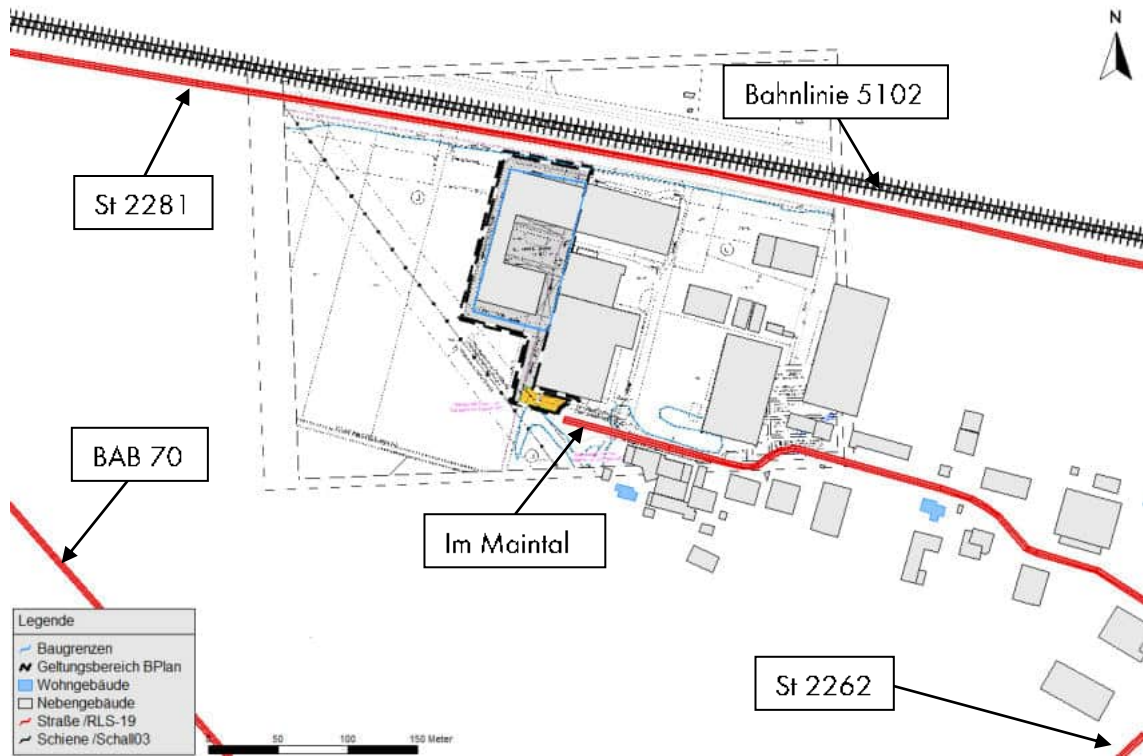 N
Bahnlinie 5102
St 2281
BAB 70
Im Maintal
St 2262
Legende
Baugrenzen
Geltungsbereich BPlan
Wohngebäude
Nebengebäude
Straße /RLS-19
Schiene /Schall03
0 50 100 150 Meter